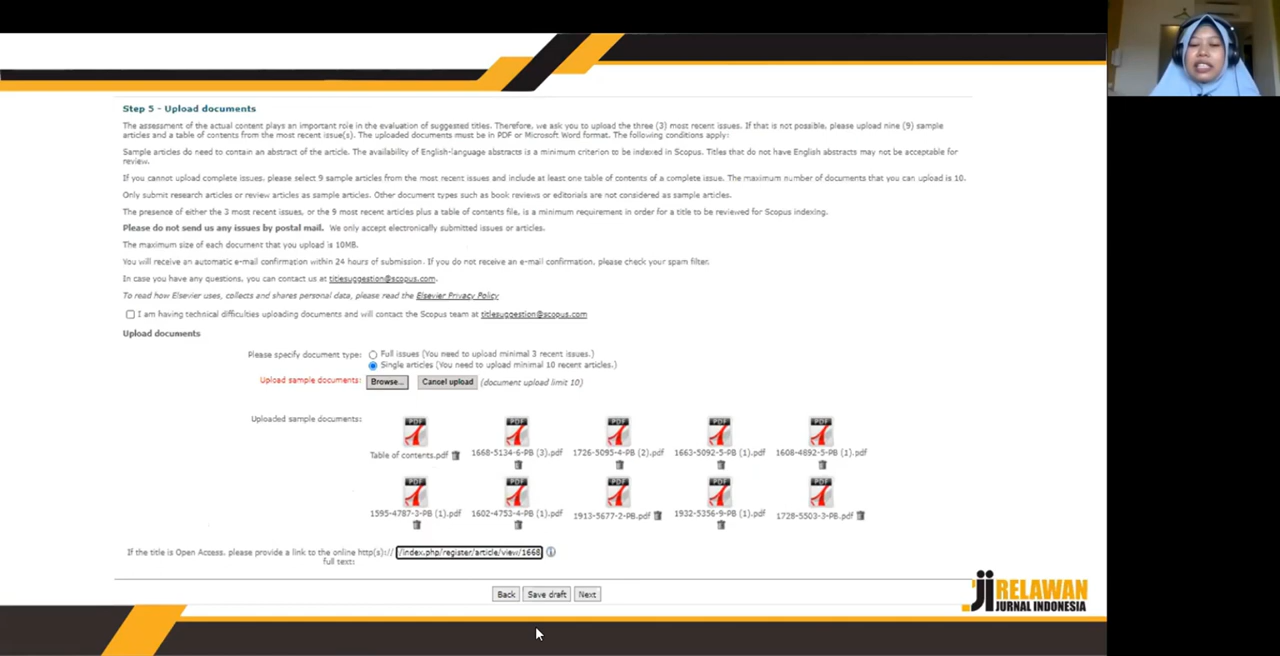 Step 5 - Upload documents
The assessment of the actual content plays an important role in the evaluation of suggested titles. Therefore, we ask you to upload the three (3) most recent issues. If that is not possible, please upload nine (9) sample
articles and a table of contents from the most recent issue(s). The uploaded documents must be in PDF or Microsoft Word format. The following conditions apply:
Sample articles do need to contain an abstract of the article. The availability of English-language abstracts is a minimum criterion to be indexed in Scopus. Titles that do not have English abstracts may not be acceptable for
review.
If you cannot upload complete issues, please select 9 sample articles from the most recent issues and include at least one table of contents of a complete issue. The maximum number of documents that you can upload is 10.
Only submit research articles or review articles as sample articles. Other document types such as book reviews or editorials are not considered as sample articles.
The presence of either the 3 most recent issues, or the 9 most recent articles plus a table of contents file, is a minimum requirement in order for a title to be reviewed for Scopus indexing.
Please do not send us any issues by postal mail. We only accept electronically submitted issues or articles.
The maximum size of each document that you upload is 10MB.
You will receive an automatic e-mail confirmation within 24 hours of submission. If you do not receive an e-mail confirmation, please check your spam filter.
In case you have any questions, you can contact us at titlesuggestion@scopus.com.
To read how Elsevier uses, collects and shares personal data, please read the Elsevier Privacy Policy
I am having technical difficulties uploading documents and will contact the Scopus team at titlesuggestion@scopus.com
Upload documents
Please specify document type: Full issues (You need to upload minimal 3 recent issues.)
Single articles (You need to upload minimal 10 recent articles.)
Upload sample documents: Browse... Cancel upload (document upload limit 10)
Uploaded sample documents:
PDF PDF PDF PDF PDF
Table of contents.pdf 1668-5134-6-PB (3).pdf 1726-5095-4-PB (2).pdf 1663-5092-5-PB (1).pdf 1608-4892-5-PB (1).pdf
PDF PDF PDF PDF PDF
1595-4787-3-PB (1).pdf 1602-4753-4-PB (1).pdf 1913-5677-2-PB.pdf 1932-5356-9-PB (1).pdf 1728-5503-3-PB.pdf
If the title is Open Access, please provide a link to the online http(s):// /index.php/register/article/view/1668
full text:
Back Save draft Next
ji RELAWAN
JURNAL INDONESIA